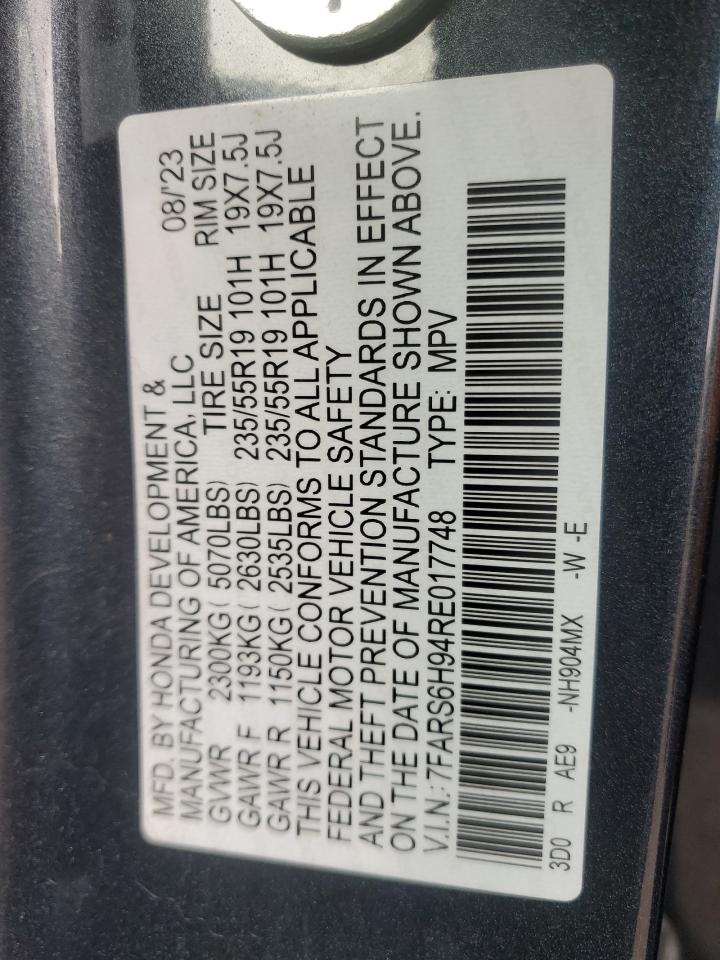 MFD. BY HONDA DEVELOPMENT &
MANUFACTURING OF AMERICA, LLC 08/'23
GVWR 2300KG( 5070LBS) TIRE SIZE RIM SIZE
GAWR F 1193KG( 2630LBS) 235/55R19 101H 19X7.5J
GAWR R 1150KG( 2535LBS) 235/55R19 101H 19X7.5J
THIS VEHICLE CONFORMS TO ALL APPLICABLE
FEDERAL MOTOR VEHICLE SAFETY
AND THEFT PREVENTION STANDARDS IN EFFECT
ON THE DATE OF MANUFACTURE SHOWN ABOVE.
V.I.N.: 7FARS6H94RE017748 TYPE: MPV
3D0 R AE9 -NH904MX -W -E